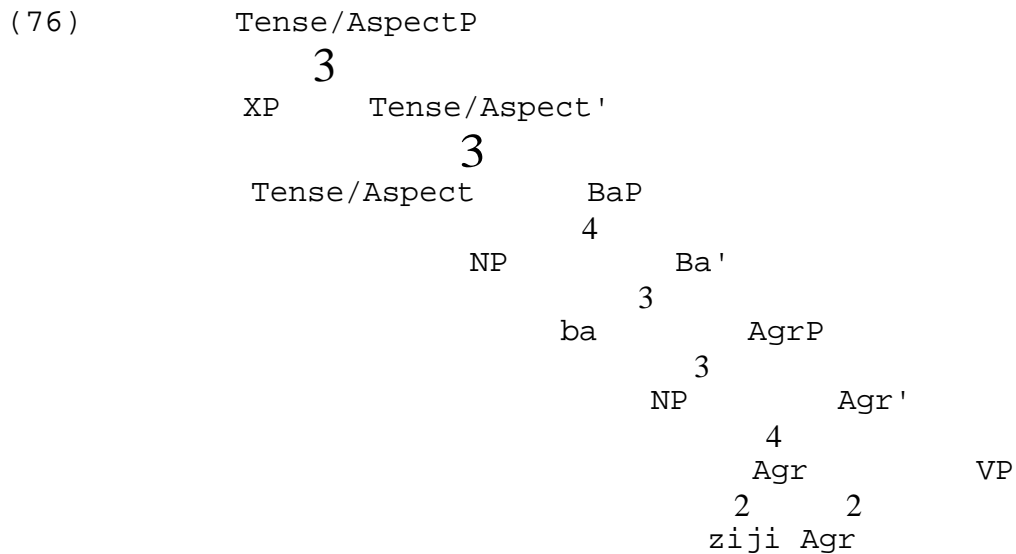 (76) Tense/AspectP
3
XP Tense/Aspect'
3
Tense/Aspect BaP
4
NP Ba'
3
ba AgrP
3
NP Agr'
4
Agr VP
2 2
ziji Agr